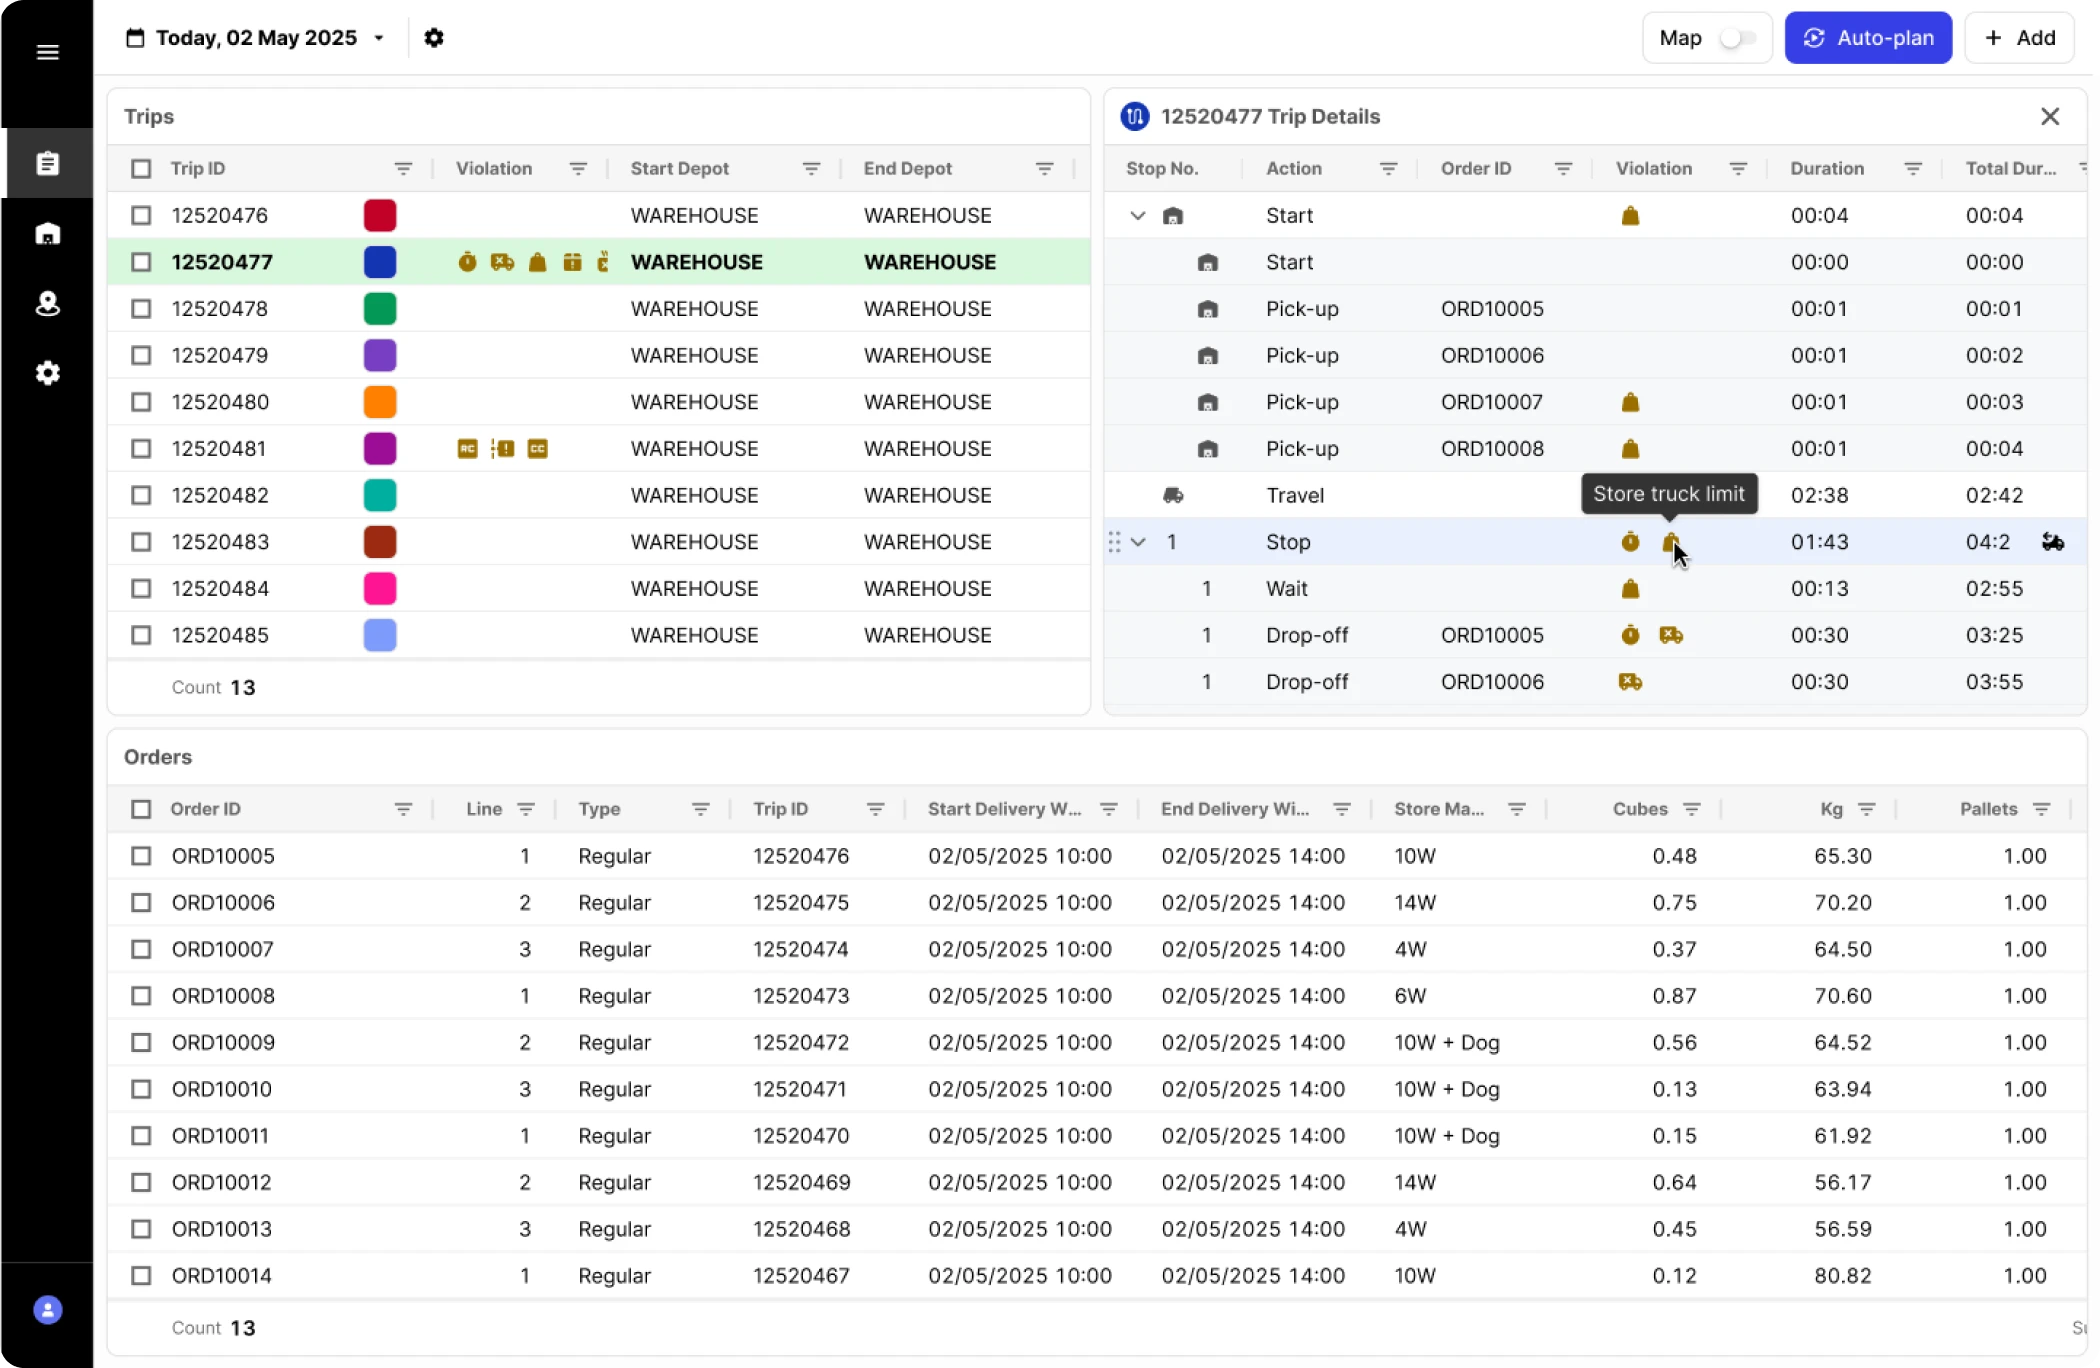 Today, 02 May 2025
Map
Auto-plan
+ Add
Trips
Trip ID Violation Start Depot End Depot
12520476 WAREHOUSE WAREHOUSE
12520477 WAREHOUSE WAREHOUSE
12520478 WAREHOUSE WAREHOUSE
12520479 WAREHOUSE WAREHOUSE
12520480 WAREHOUSE WAREHOUSE
12520481 RC CC WAREHOUSE WAREHOUSE
12520482 WAREHOUSE WAREHOUSE
12520483 WAREHOUSE WAREHOUSE
12520484 WAREHOUSE WAREHOUSE
12520485 WAREHOUSE WAREHOUSE
Count 13
12520477 Trip Details
Stop No. Action Order ID Violation Duration Total Dur...
Start 00:04 00:04
Start 00:00 00:00
Pick-up ORD10005 00:01 00:01
Pick-up ORD10006 00:01 00:02
Pick-up ORD10007 00:01 00:03
Pick-up ORD10008 00:01 00:04
Travel 02:38 02:42
Store truck limit
1 Stop 01:43 04:2
1 Wait 00:13 02:55
1 Drop-off ORD10005 00:30 03:25
1 Drop-off ORD10006 00:30 03:55
Orders
Order ID Line Type Trip ID Start Delivery W... End Delivery Wi... Store Ma... Cubes Kg Pallets
ORD10005 1 Regular 12520476 02/05/2025 10:00 02/05/2025 14:00 10W 0.48 65.30 1.00
ORD10006 2 Regular 12520475 02/05/2025 10:00 02/05/2025 14:00 14W 0.75 70.20 1.00
ORD10007 3 Regular 12520474 02/05/2025 10:00 02/05/2025 14:00 4W 0.37 64.50 1.00
ORD10008 1 Regular 12520473 02/05/2025 10:00 02/05/2025 14:00 6W 0.87 70.60 1.00
ORD10009 2 Regular 12520472 02/05/2025 10:00 02/05/2025 14:00 10W + Dog 0.56 64.52 1.00
ORD10010 3 Regular 12520471 02/05/2025 10:00 02/05/2025 14:00 10W + Dog 0.13 63.94 1.00
ORD10011 1 Regular 12520470 02/05/2025 10:00 02/05/2025 14:00 10W + Dog 0.15 61.92 1.00
ORD10012 2 Regular 12520469 02/05/2025 10:00 02/05/2025 14:00 14W 0.64 56.17 1.00
ORD10013 3 Regular 12520468 02/05/2025 10:00 02/05/2025 14:00 4W 0.45 56.59 1.00
ORD10014 1 Regular 12520467 02/05/2025 10:00 02/05/2025 14:00 10W 0.12 80.82 1.00
Count 13